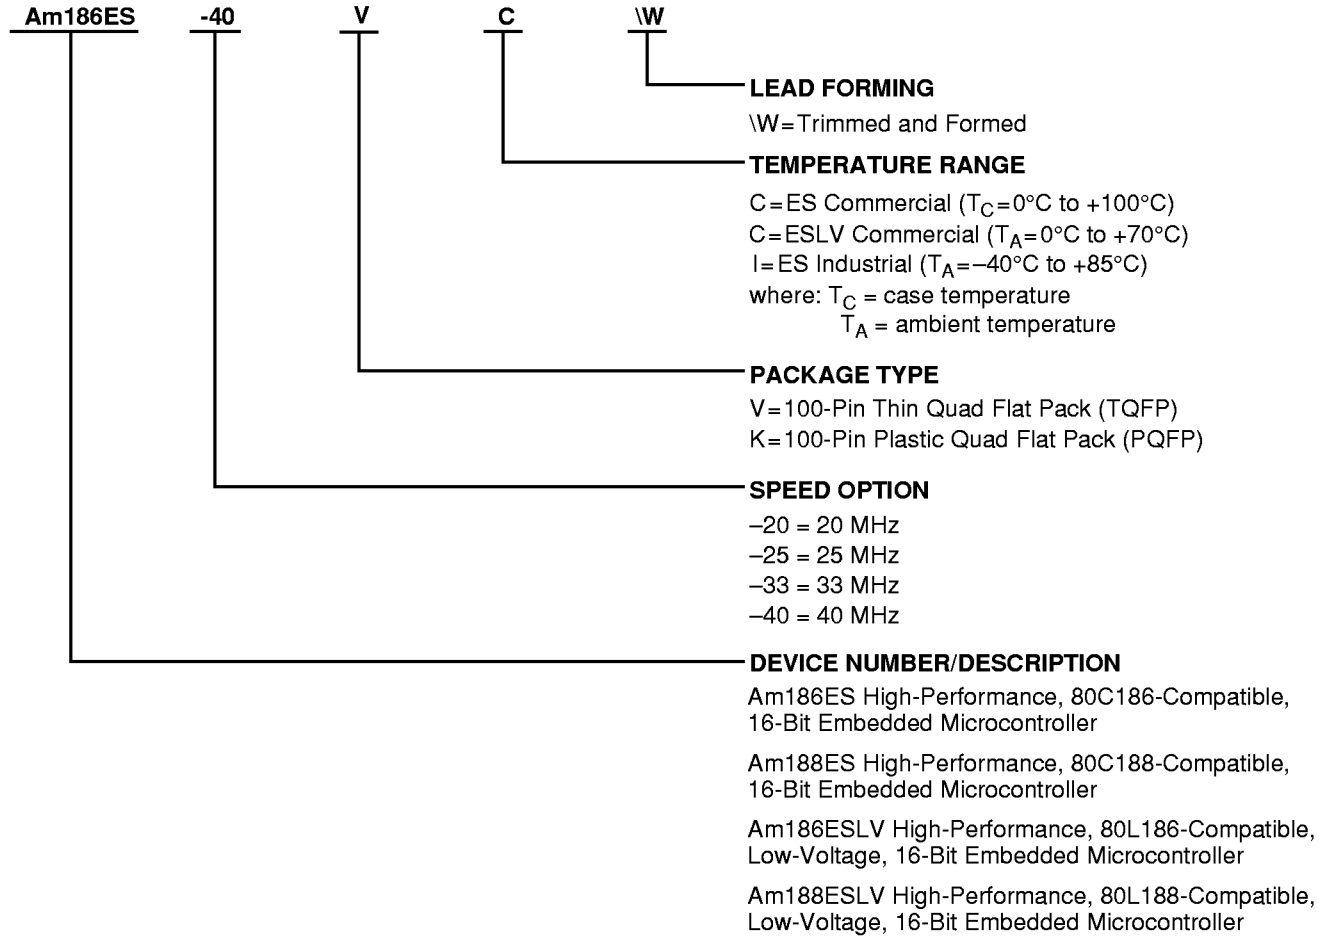 Am186ES -40 V C \W
LEAD FORMING
\W=Trimmed and Formed
TEMPERATURE RANGE
C=ES Commercial (TC=0°C to +100°C)
C=ESLV Commercial (TA=0°C to +70°C)
I=ES Industrial (TA=–40°C to +85°C)
where: TC = case temperature
TA = ambient temperature
PACKAGE TYPE
V=100-Pin Thin Quad Flat Pack (TQFP)
K=100-Pin Plastic Quad Flat Pack (PQFP)
SPEED OPTION
–20 = 20 MHz
–25 = 25 MHz
–33 = 33 MHz
–40 = 40 MHz
DEVICE NUMBER/DESCRIPTION
Am186ES High-Performance, 80C186-Compatible,
16-Bit Embedded Microcontroller
Am188ES High-Performance, 80C188-Compatible,
16-Bit Embedded Microcontroller
Am186ESLV High-Performance, 80L186-Compatible,
Low-Voltage, 16-Bit Embedded Microcontroller
Am188ESLV High-Performance, 80L188-Compatible,
Low-Voltage, 16-Bit Embedded Microcontroller